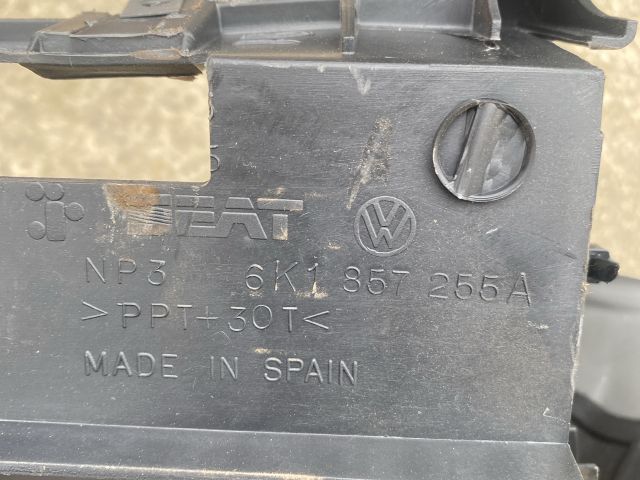 SEAT
NP3 6K1 857 255A
>PPT+30T<
MADE IN SPAIN